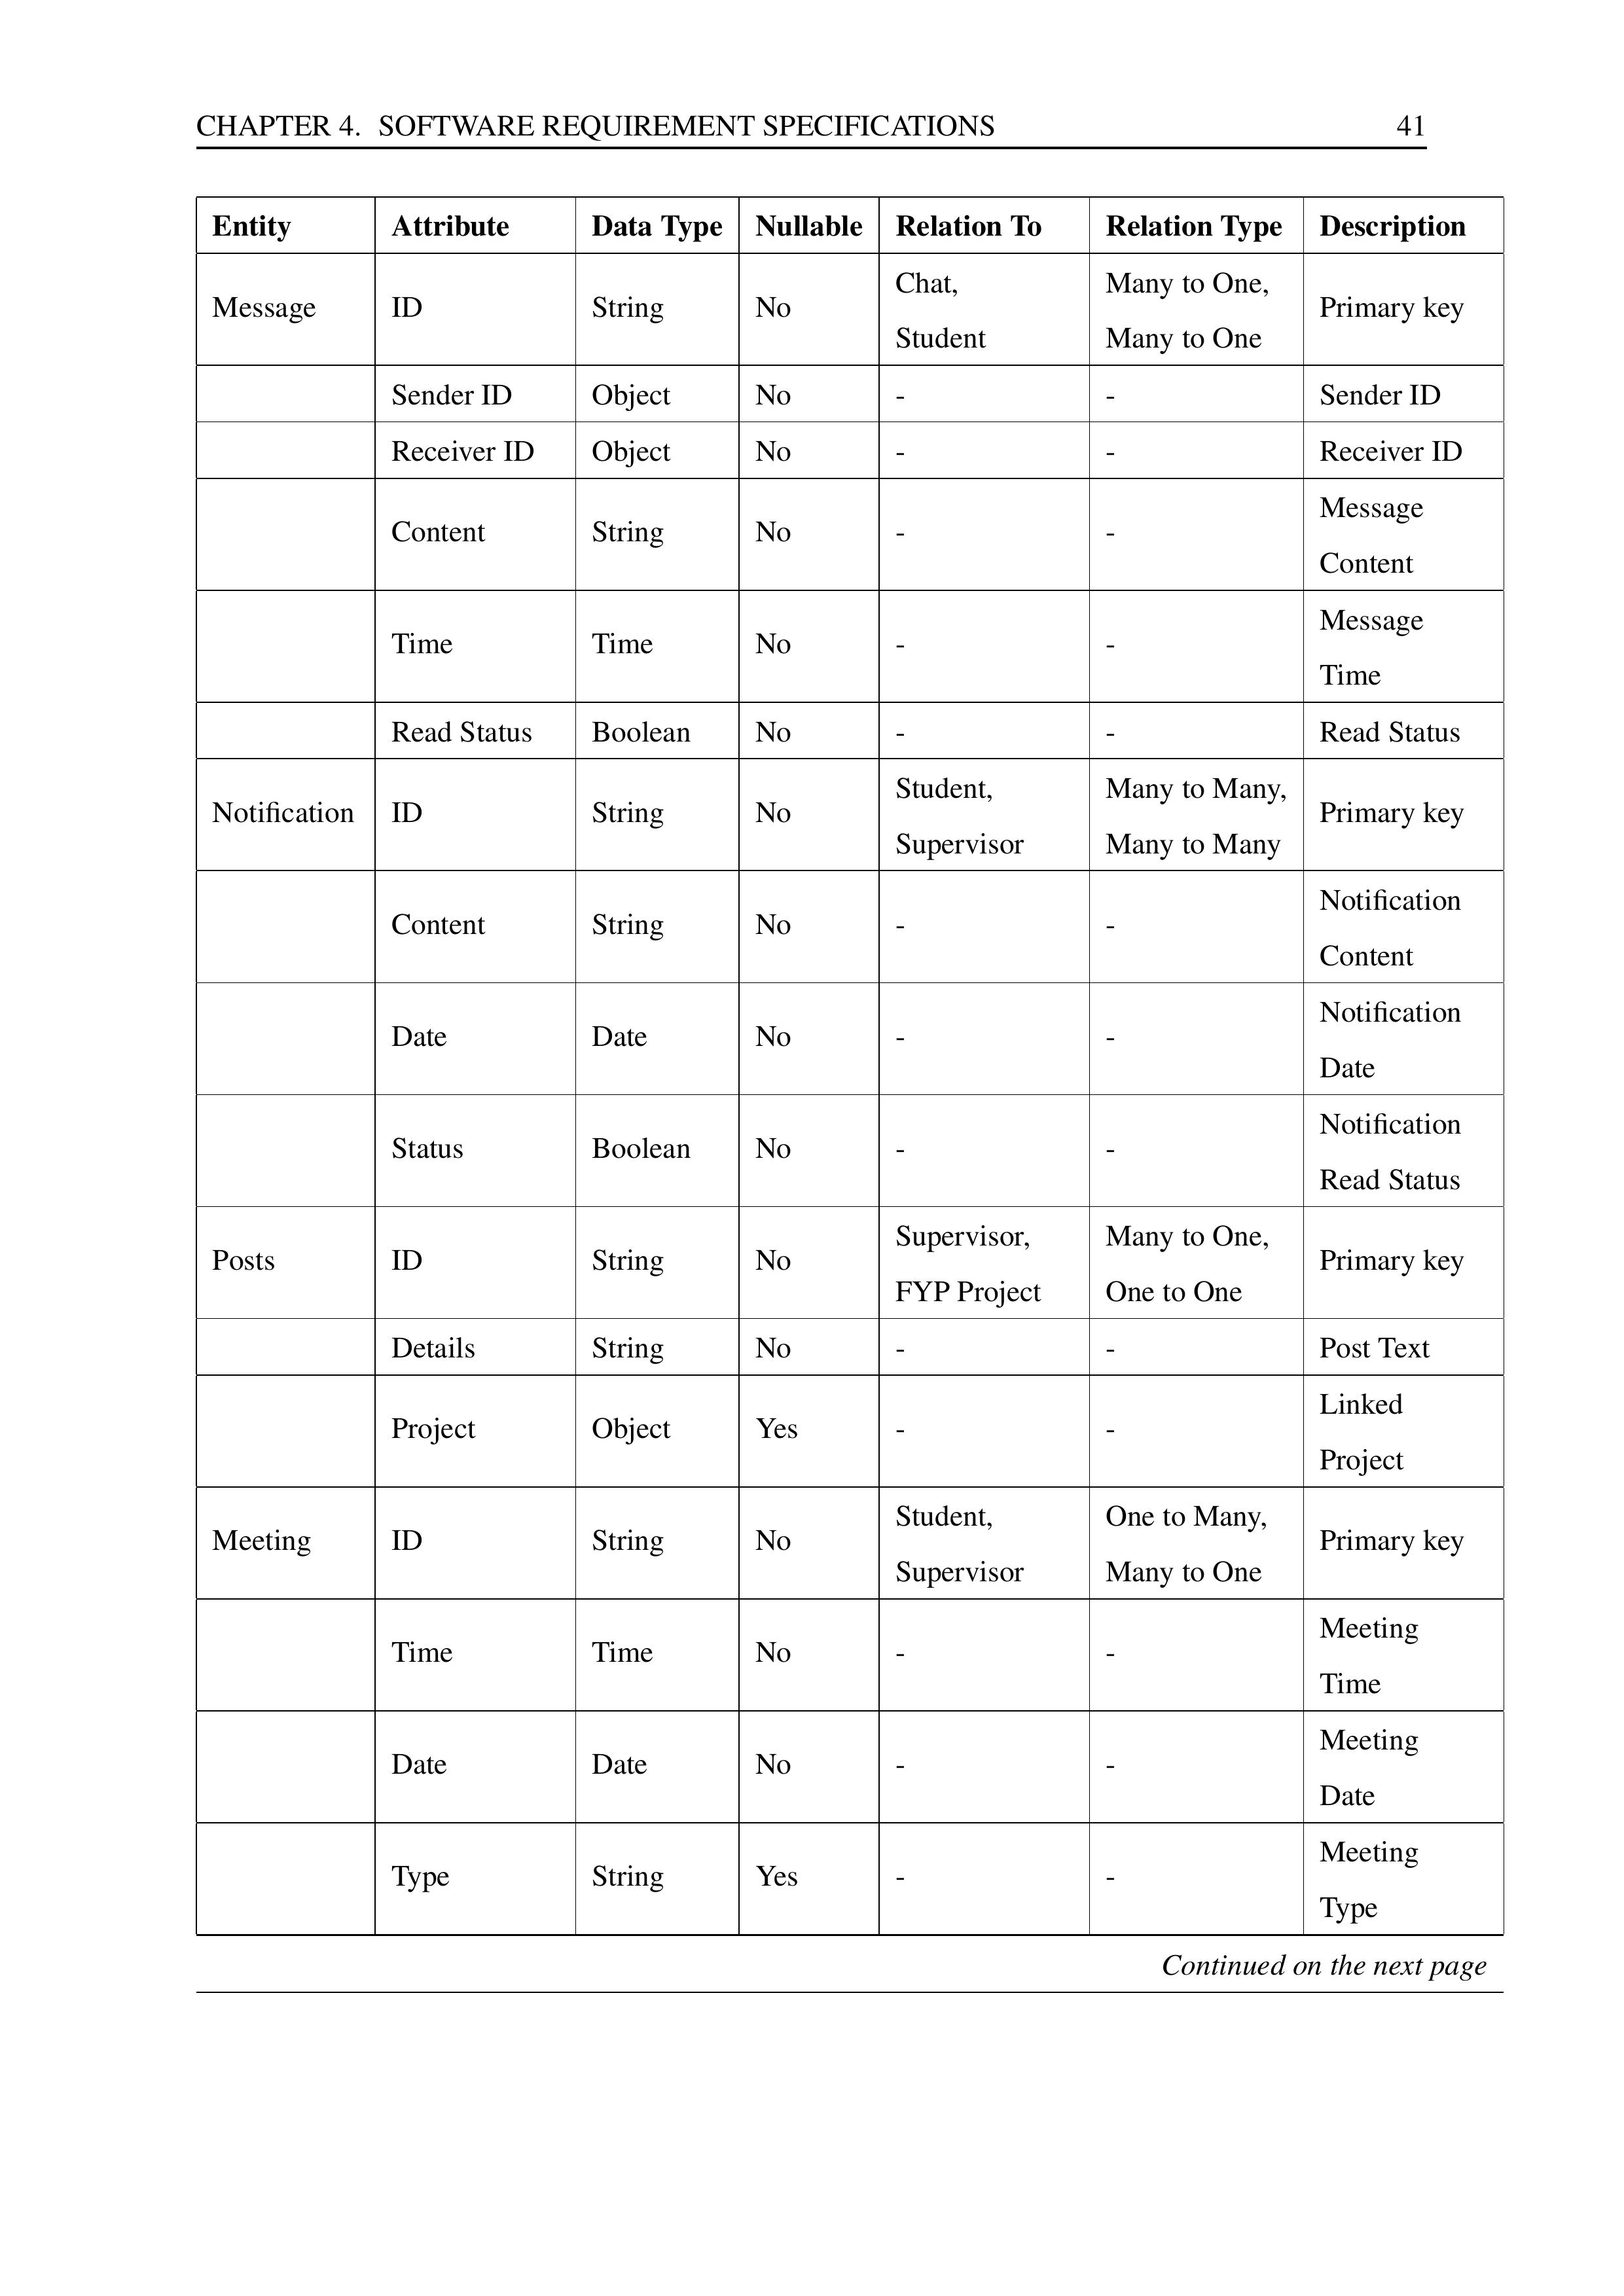 CHAPTER 4. SOFTWARE REQUIREMENT SPECIFICATIONS 41
Entity Attribute Data Type Nullable Relation To Relation Type Description
Message ID String No Chat, Student Many to One, Many to One Primary key
Sender ID Object No - - Sender ID
Receiver ID Object No - - Receiver ID
Content String No - - Message Content
Time Time No - - Message Time
Read Status Boolean No - - Read Status
Notification ID String No Student, Supervisor Many to Many, Many to Many Primary key
Content String No - - Notification Content
Date Date No - - Notification Date
Status Boolean No - - Notification Read Status
Posts ID String No Supervisor, FYP Project Many to One, One to One Primary key
Details String No - - Post Text
Project Object Yes - - Linked Project
Meeting ID String No Student, Supervisor One to Many, Many to One Primary key
Time Time No - - Meeting Time
Date Date No - - Meeting Date
Type String Yes - - Meeting Type
Continued on the next page